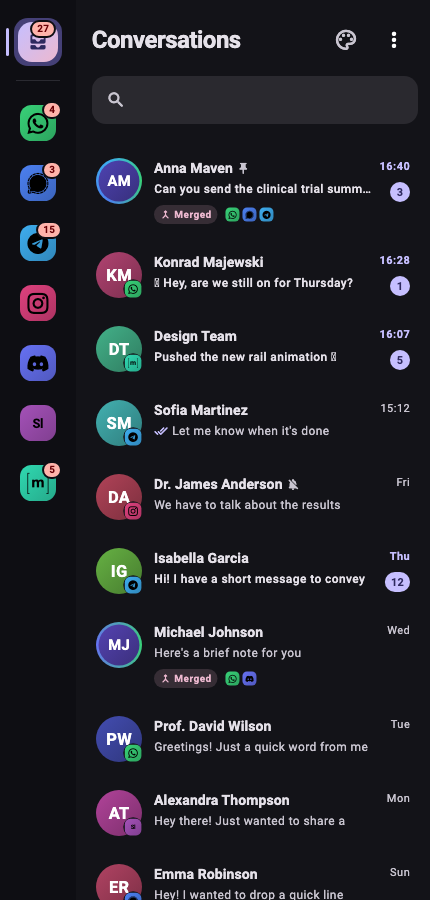 27
Conversations
4
3
15
SI
[m]
5
AM
Anna Maven
16:40
Can you send the clinical trial summ…
3
Merged
KM
Konrad Majewski
16:28
Hey, are we still on for Thursday?
1
DT
[m]
Design Team
16:07
Pushed the new rail animation
5
SM
Sofia Martinez
15:12
Let me know when it's done
DA
Dr. James Anderson
Fri
We have to talk about the results
IG
Isabella Garcia
Thu
Hi! I have a short message to convey
12
MJ
Michael Johnson
Wed
Here's a brief note for you
Merged
PW
Prof. David Wilson
Tue
Greetings! Just a quick word from me
AT
SI
Alexandra Thompson
Mon
Hey there! Just wanted to share a
ER
Emma Robinson
Sun
Hey! I wanted to drop a quick line